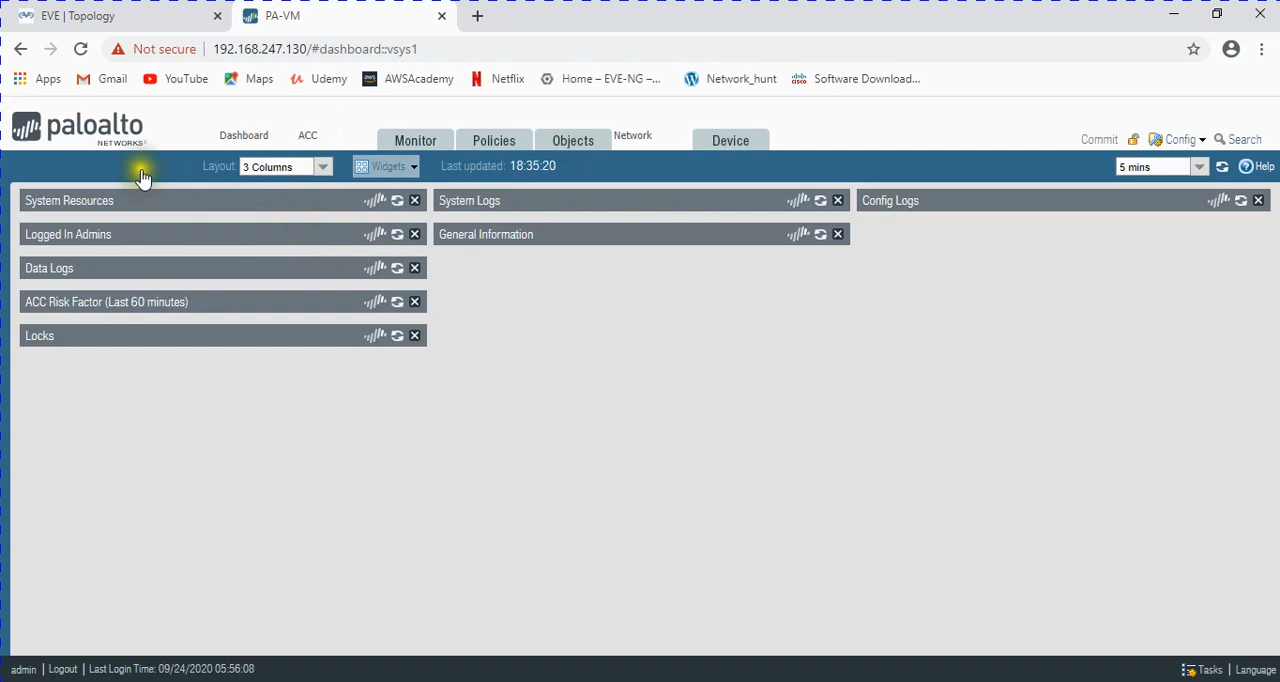 EVE | Topology
PA-VM
Not secure
192.168.247.130/#dashboard::vsys1
Apps
Gmail
YouTube
Maps
Udemy
aws
AWSAcademy
Netflix
Home – EVE-NG –...
Network_hunt
Software Download...
paloalto
NETWORKS
Dashboard
ACC
Monitor
Policies
Objects
Network
Device
Commit
Config
Search
Layout: 3 Columns
Widgets
Last updated: 18:35:20
5 mins
Help
System Resources
System Logs
Config Logs
Logged In Admins
General Information
Data Logs
ACC Risk Factor (Last 60 minutes)
Locks
admin | Logout | Last Login Time: 09/24/2020 05:56:08
Tasks | Language